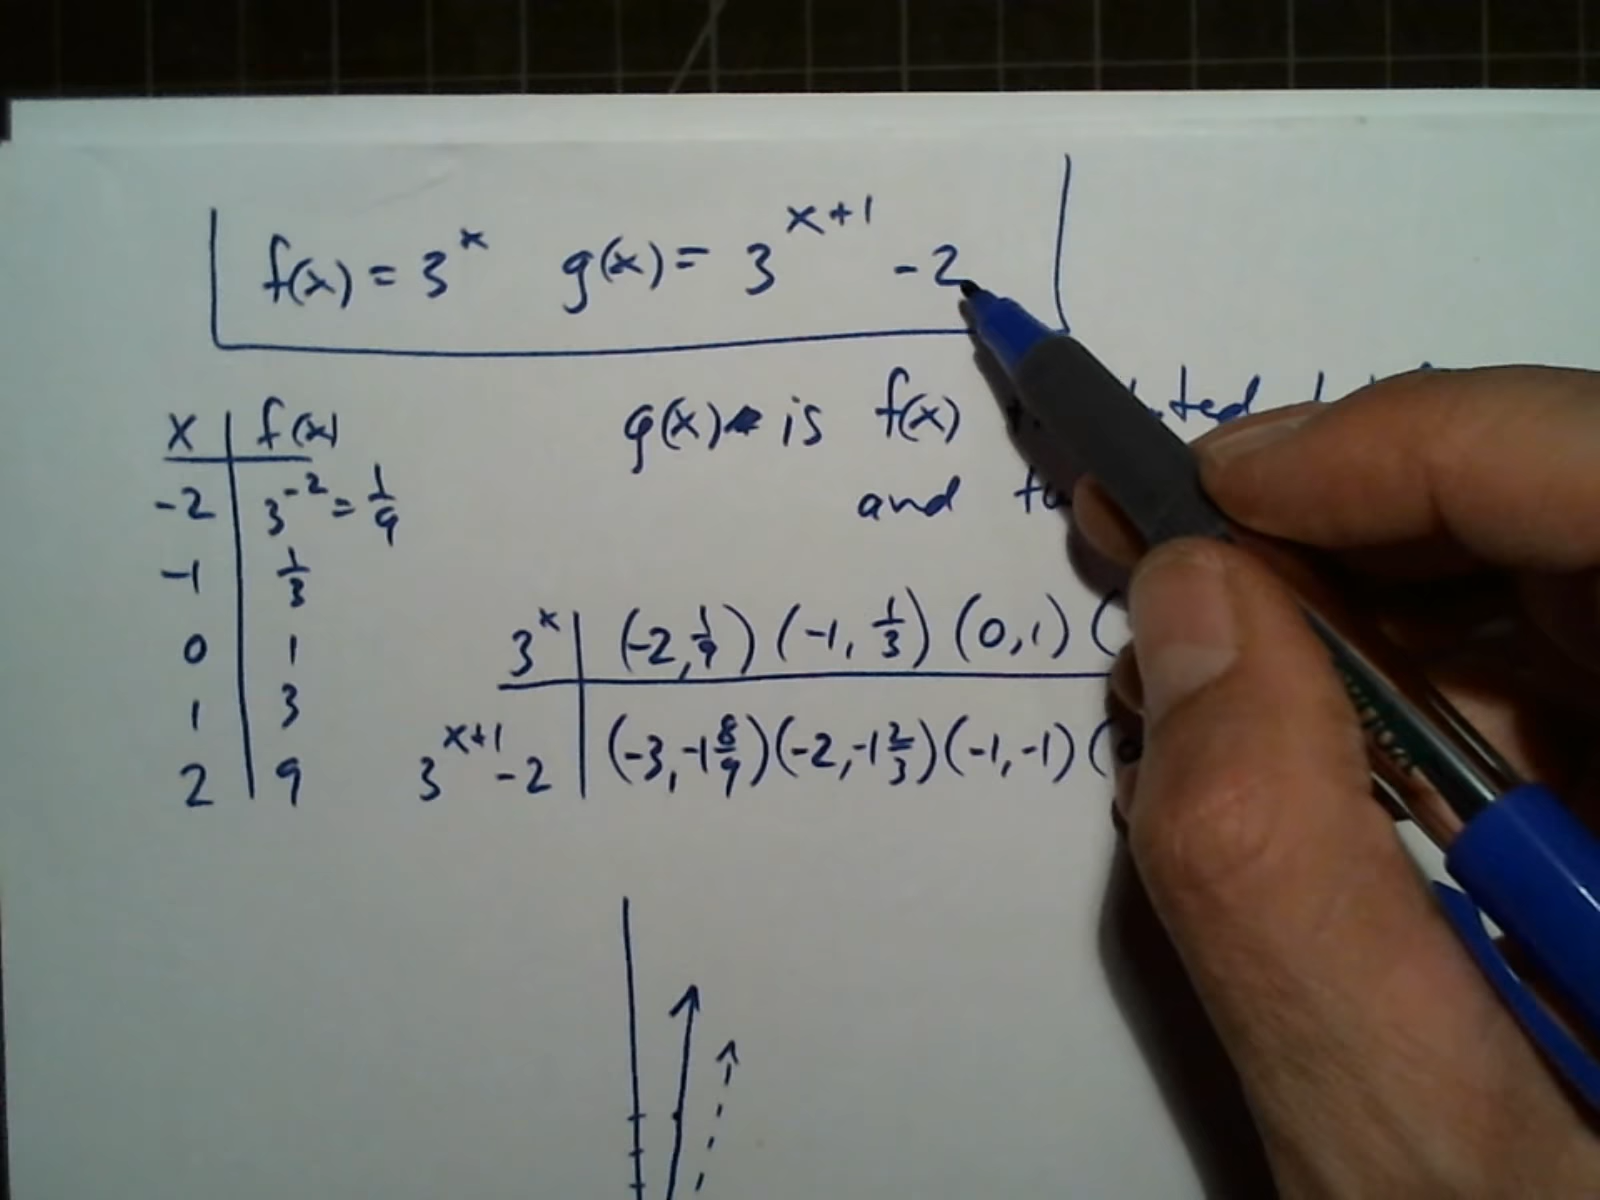 f(x) = 3^x g(x) = 3^{x+1} - 2
x | f(x)
-2 | 3^{-2} = 1/9
-1 | 1/3
0 | 1
1 | 3
2 | 9
g(x) is f(x)
and
3^x | (-2, 1/9) (-1, 1/3) (0, 1) (
3^{x+1} - 2 | (-3, -1 8/9) (-2, -1 2/3) (-1, -1) (